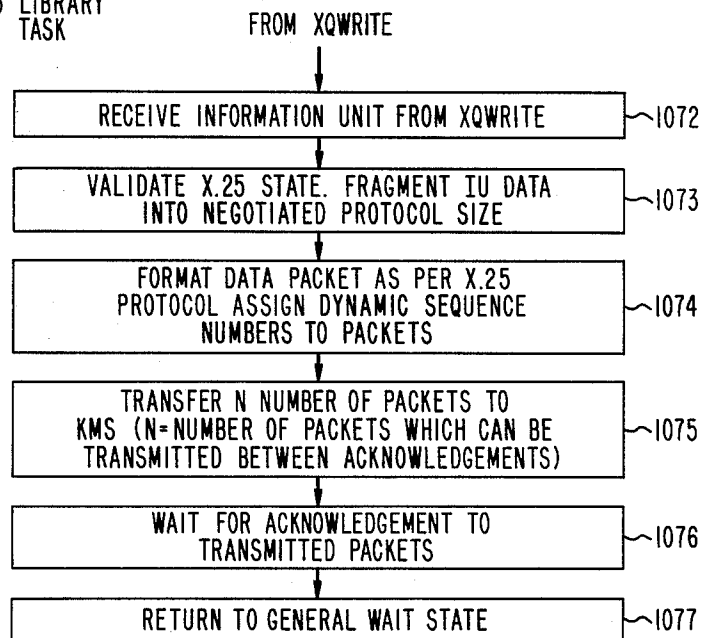 LIBRARY
TASK
FROM XQWRITE
RECEIVE INFORMATION UNIT FROM XQWRITE
1072
VALIDATE X.25 STATE. FRAGMENT IU DATA
INTO NEGOTIATED PROTOCOL SIZE
1073
FORMAT DATA PACKET AS PER X.25
PROTOCOL ASSIGN DYNAMIC SEQUENCE
NUMBERS TO PACKETS
1074
TRANSFER N NUMBER OF PACKETS TO
KMS (N=NUMBER OF PACKETS WHICH CAN BE
TRANSMITTED BETWEEN ACKNOWLEDGEMENTS)
1075
WAIT FOR ACKNOWLEDGEMENT TO
TRANSMITTED PACKETS
1076
RETURN TO GENERAL WAIT STATE
1077